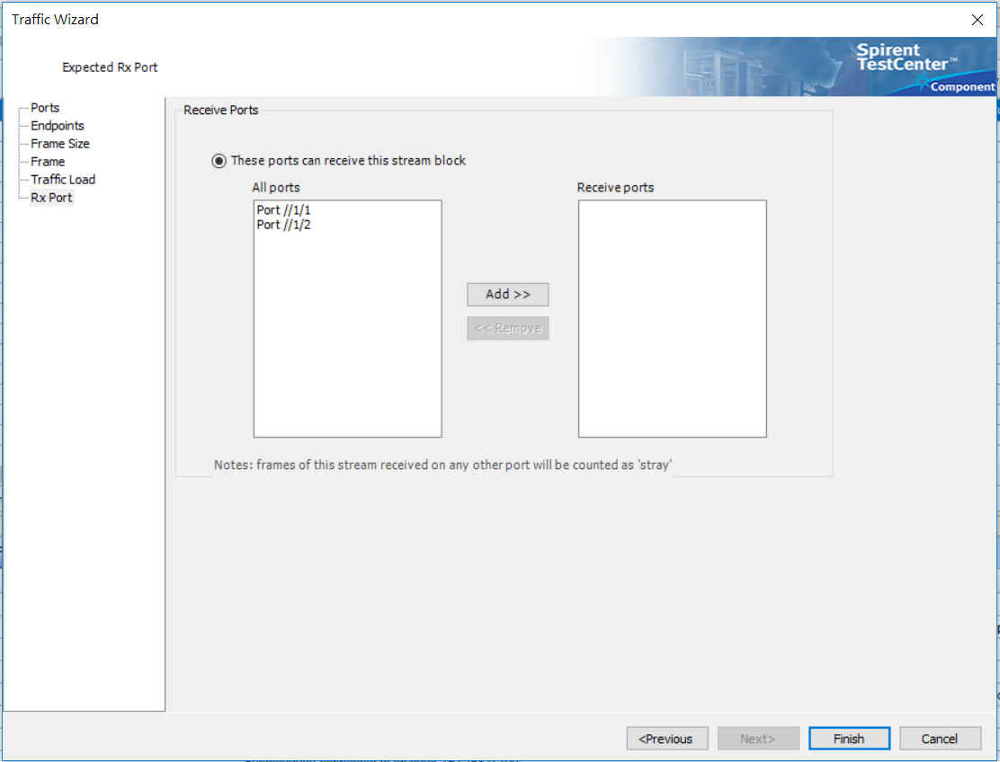 Traffic Wizard
Expected Rx Port
Spirent
TestCenter™
Component
Ports
Endpoints
Frame Size
Frame
Traffic Load
Rx Port
Receive Ports
These ports can receive this stream block
All ports
Receive ports
Port //1/1
Port //1/2
Add >>
<< Remove
Notes: frames of this stream received on any other port will be counted as 'stray'
<Previous
Next>
Finish
Cancel